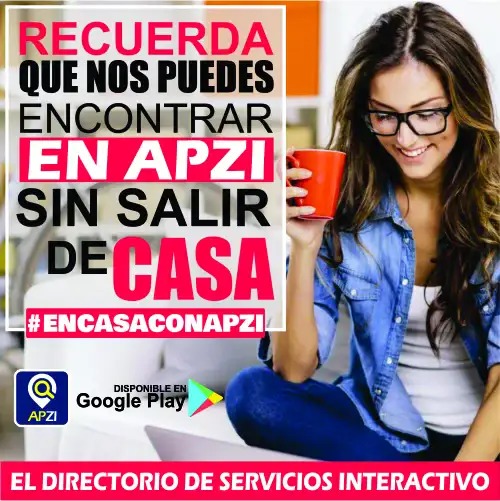 RECUERDA
QUE NOS PUEDES
ENCONTRAR
EN APZI
SIN SALIR
DE CASA
#ENCASACONAPZI
APZI
DISPONIBLE EN
Google Play
EL DIRECTORIO DE SERVICIOS INTERACTIVO